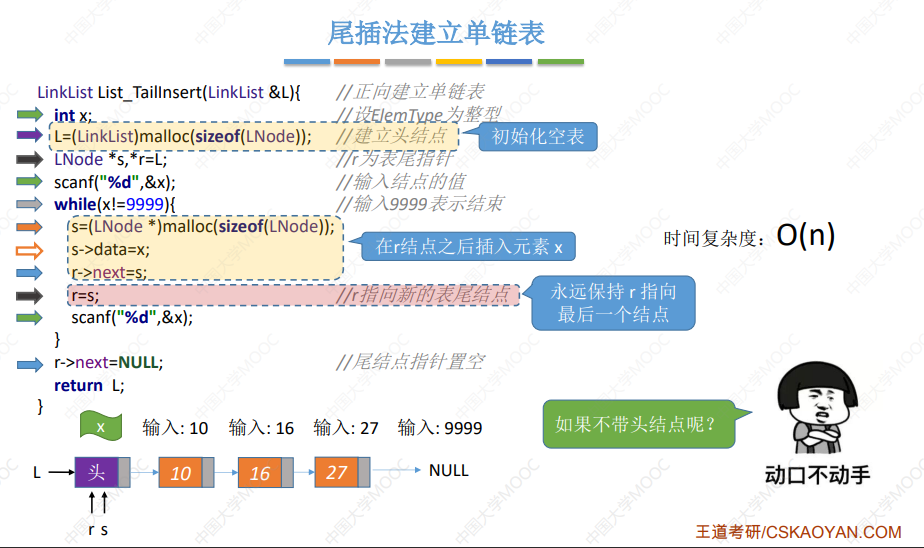 尾插法建立单链表
LinkList List_TailInsert(LinkList &L){ //正向建立单链表
int x; //设ElemType为整型
L=(LinkList)malloc(sizeof(LNode)); //建立头结点
初始化空表
LNode *s,*r=L; //r为表尾指针
scanf("%d",&x); //输入结点的值
while(x!=9999){ //输入9999表示结束
s=(LNode *)malloc(sizeof(LNode));
s->data=x;
r->next=s;
在r结点之后插入元素 x
时间复杂度：O(n)
r=s; //r指向新的表尾结点
永远保持 r 指向
最后一个结点
scanf("%d",&x);
}
r->next=NULL; //尾结点指针置空
return L;
}
x 输入: 10 输入: 16 输入: 27 输入: 9999
L 头 10 16 27 NULL
r s
如果不带头结点呢？
动口不动手
王道考研/CSKAOYAN.COM
中国大学MOOC